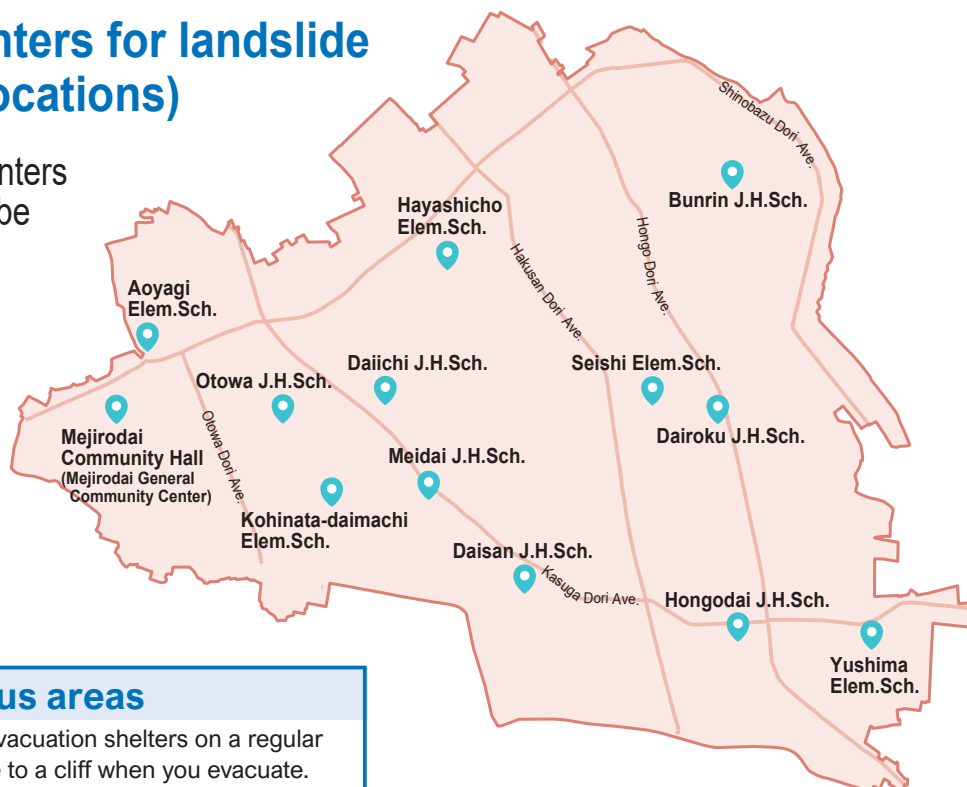 nters for landslide
ocations)
nters
be
Shinobazu Dori Ave.
Bunrin J.H.Sch.
Hayashicho
Elem.Sch.
Hongo Dori Ave.
Hakusan Dori Ave.
Aoyagi
Elem.Sch.
Otowa J.H.Sch.
Daiichi J.H.Sch.
Seishi Elem.Sch.
Dairoku J.H.Sch.
Mejirodai
Community Hall
(Mejirodai General
Community Center)
Otowa Dori Ave.
Meidai J.H.Sch.
Kohinata-daimachi
Elem.Sch.
Daisan J.H.Sch.
Kasuga Dori Ave.
Hongodai J.H.Sch.
Yushima
Elem.Sch.
us areas
vacuation shelters on a regular
e to a cliff when you evacuate.